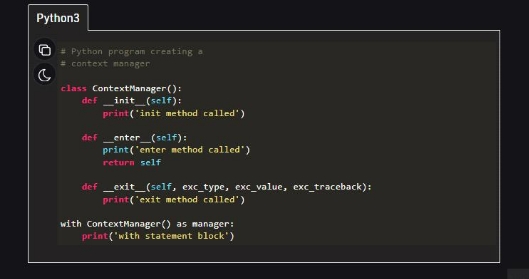 Python3
# Python program creating a
# context manager
class ContextManager():
    def __init__(self):
        print('init method called')
    def __enter__(self):
        print('enter method called')
        return self
    def __exit__(self, exc_type, exc_value, exc_traceback):
        print('exit method called')
with ContextManager() as manager:
    print('with statement block')